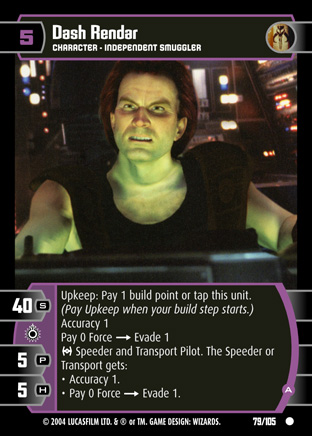 5 Dash Rendar
CHARACTER - INDEPENDENT SMUGGLER
40 S
5 P
5 H
Upkeep: Pay 1 build point or tap this unit.
(Pay Upkeep when your build step starts.)
Accuracy 1
Pay 0 Force → Evade 1
Speeder and Transport Pilot. The Speeder or
Transport gets:
• Accuracy 1.
• Pay 0 Force → Evade 1.
A
© 2004 LUCASFILM LTD. & ® or TM. GAME DESIGN: WIZARDS. 79/105